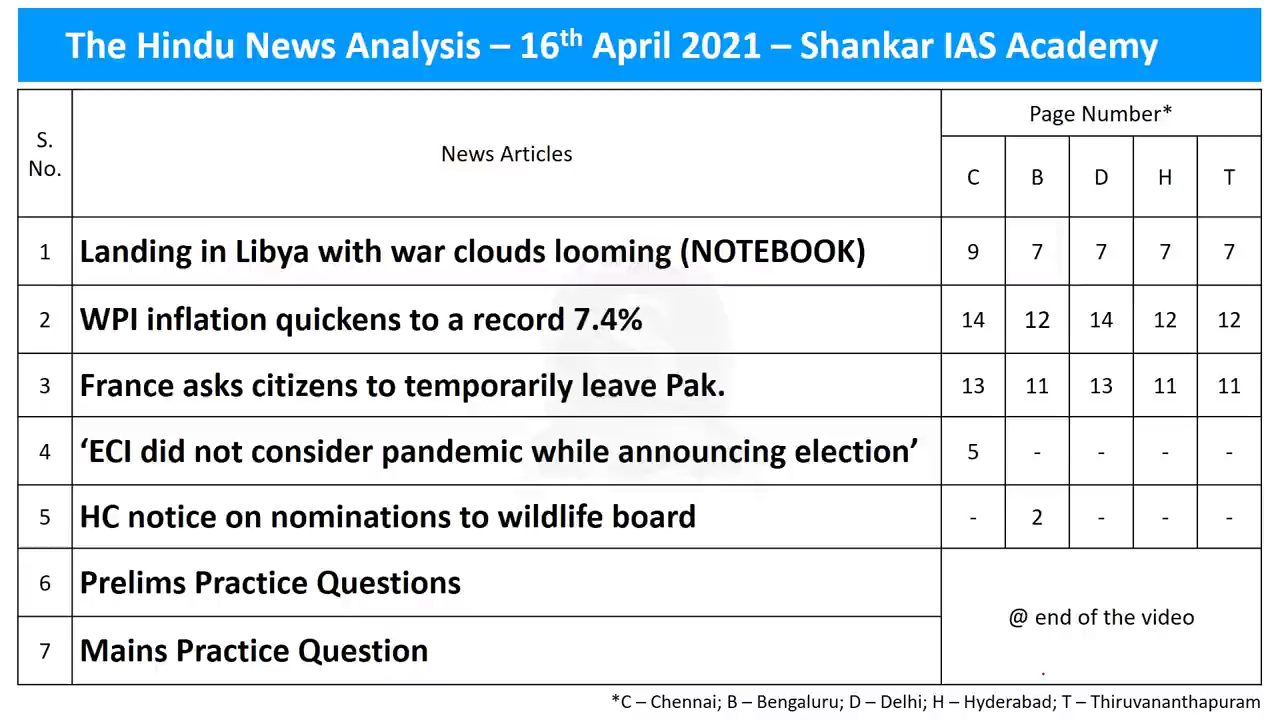 The Hindu News Analysis – 16th April 2021 – Shankar IAS Academy
S. No.
News Articles
Page Number*
C B D H T
1 Landing in Libya with war clouds looming (NOTEBOOK) 9 7 7 7 7
2 WPI inflation quickens to a record 7.4% 14 12 14 12 12
3 France asks citizens to temporarily leave Pak. 13 11 13 11 11
4 ‘ECI did not consider pandemic while announcing election’ 5 - - - -
5 HC notice on nominations to wildlife board - 2 - - -
6 Prelims Practice Questions
@ end of the video
7 Mains Practice Question
*C – Chennai; B – Bengaluru; D – Delhi; H – Hyderabad; T – Thiruvananthapuram